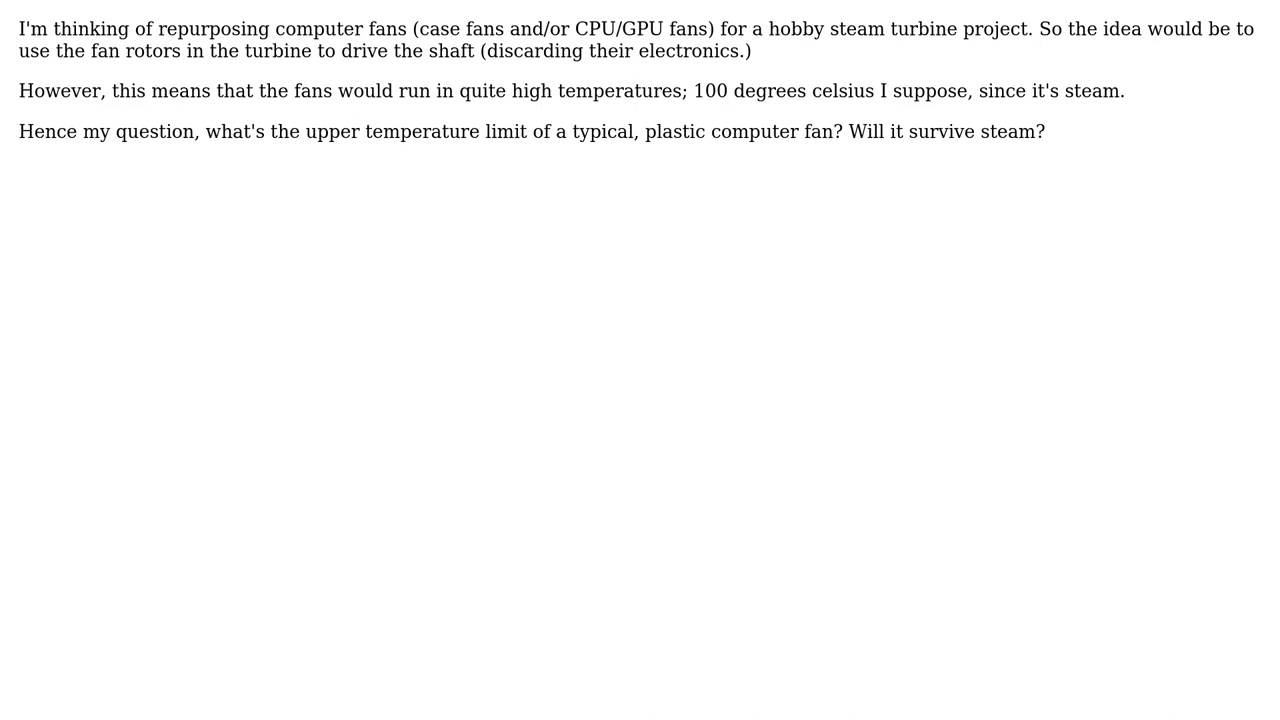 I'm thinking of repurposing computer fans (case fans and/or CPU/GPU fans) for a hobby steam turbine project. So the idea would be to
use the fan rotors in the turbine to drive the shaft (discarding their electronics.)
However, this means that the fans would run in quite high temperatures; 100 degrees celsius I suppose, since it's steam.
Hence my question, what's the upper temperature limit of a typical, plastic computer fan? Will it survive steam?